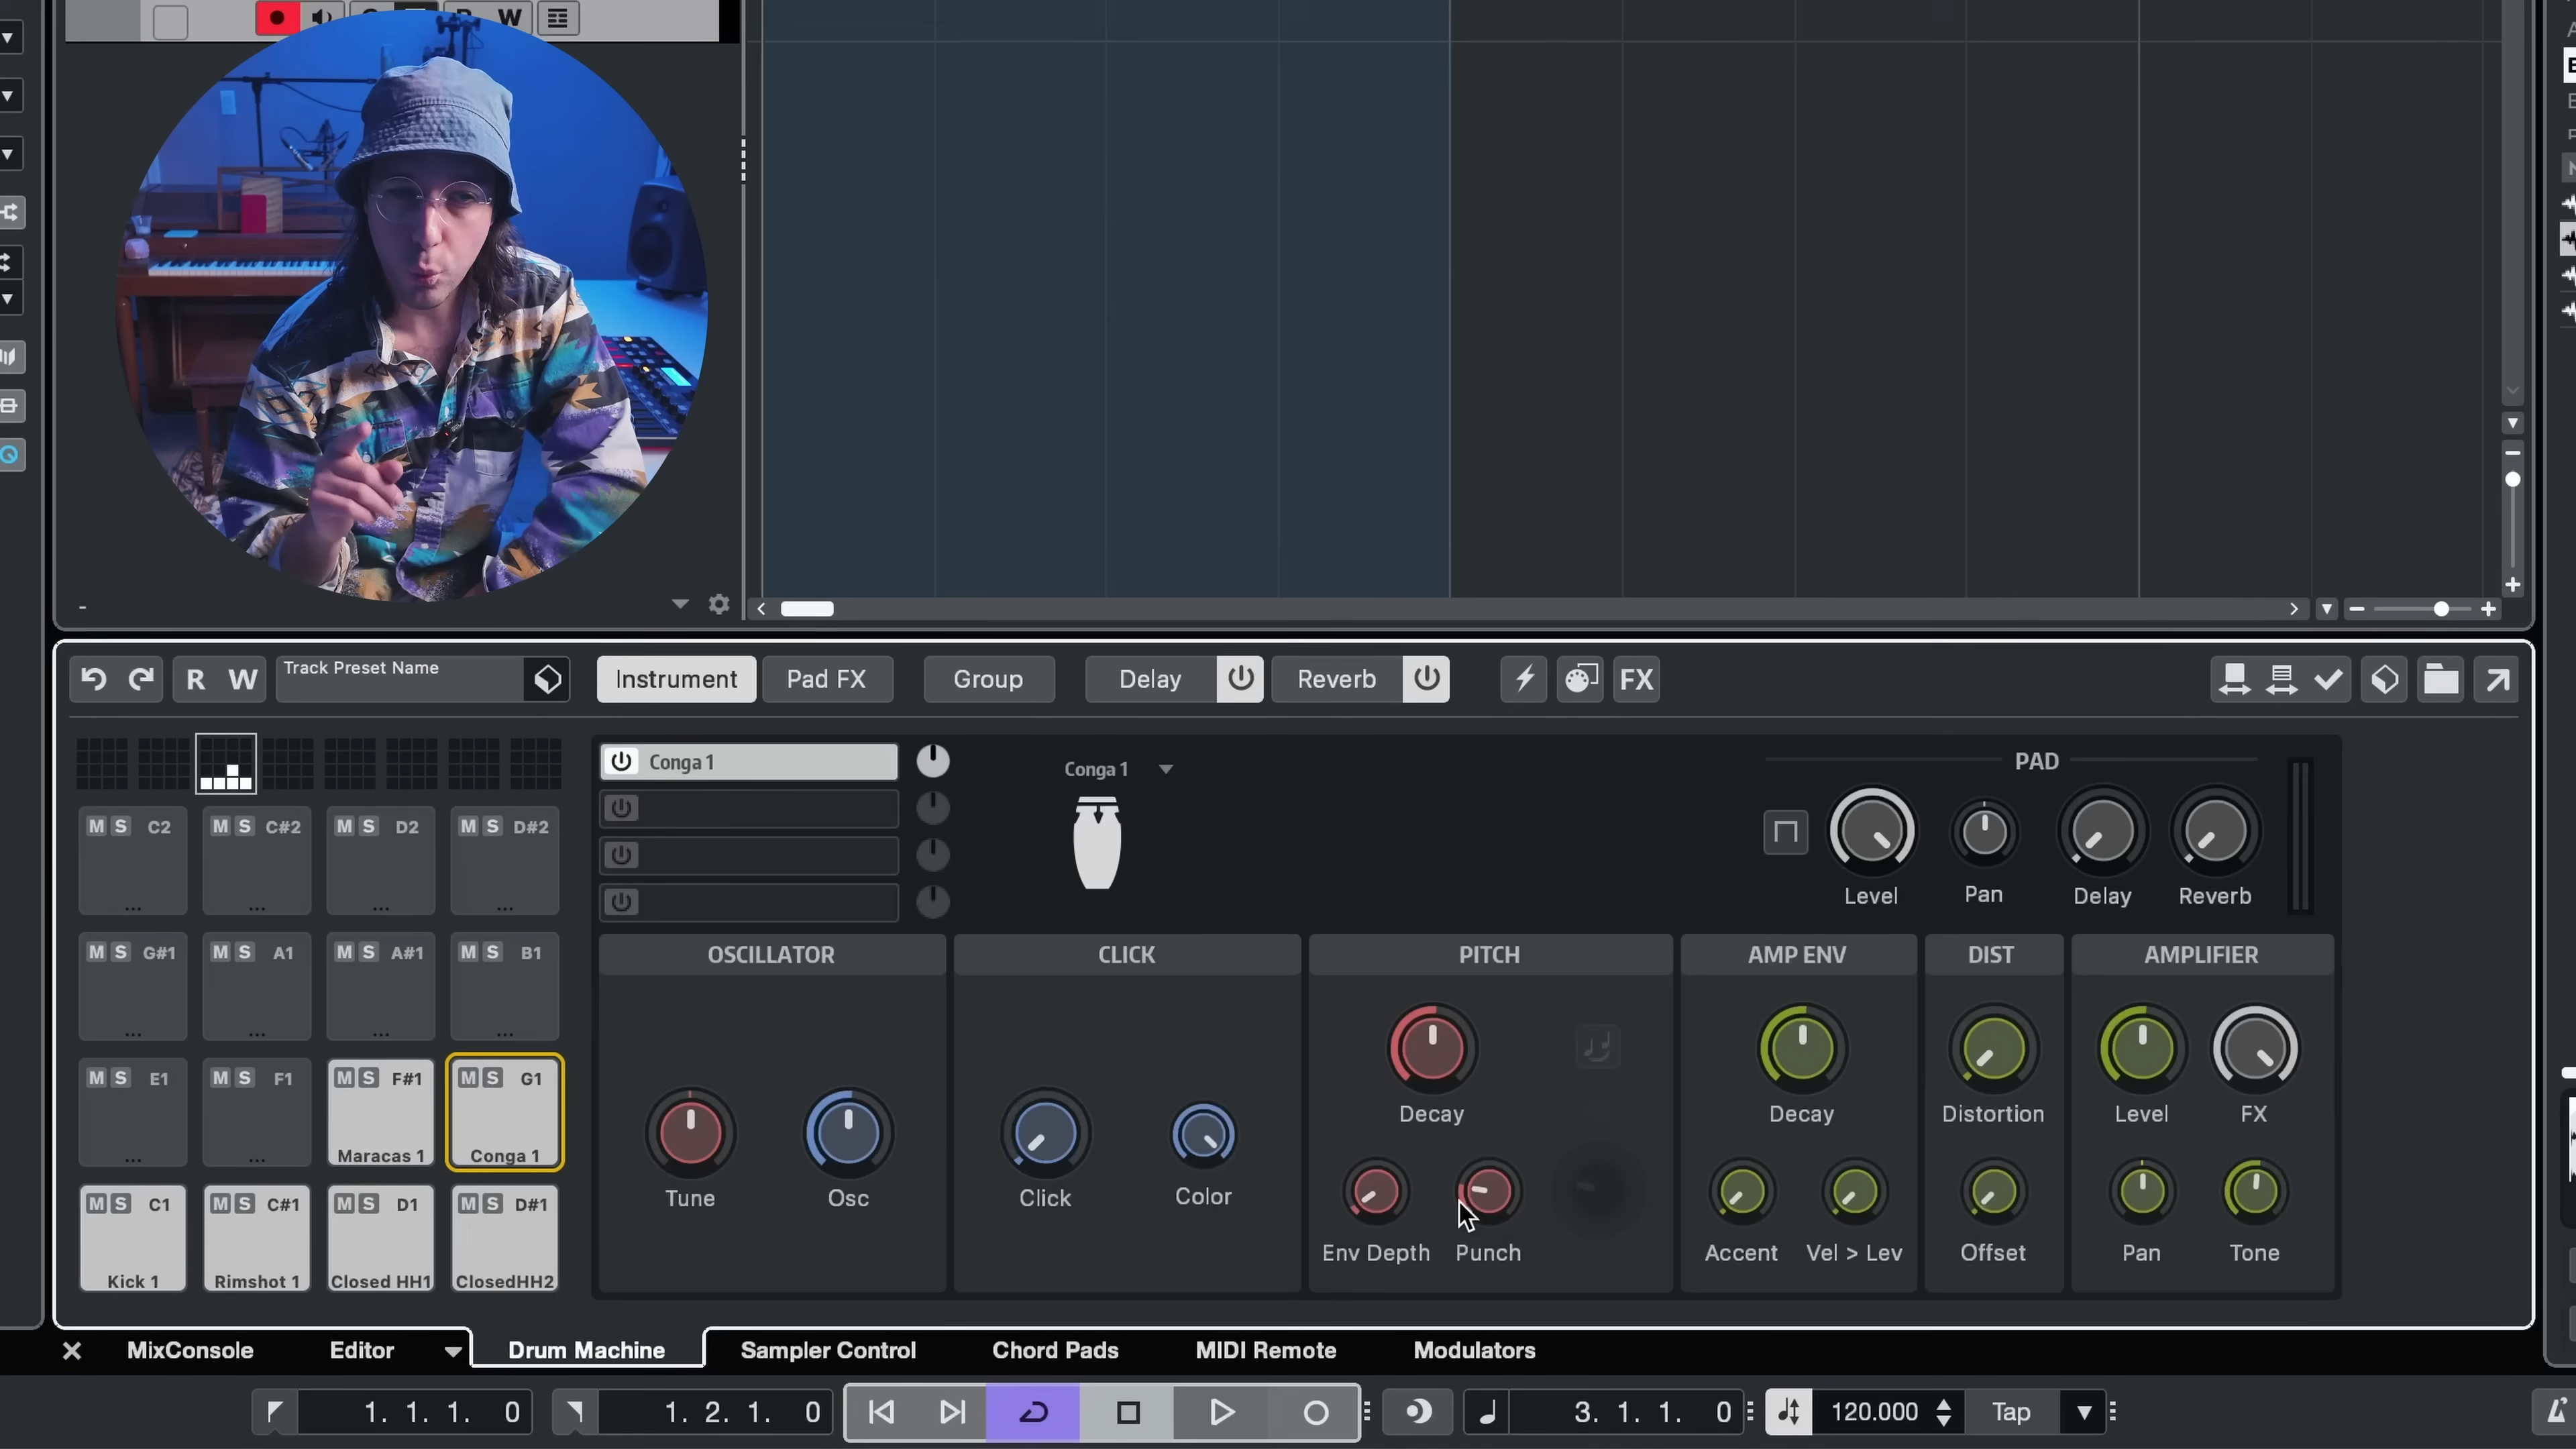 R W
R W Track Preset Name Instrument Pad FX Group Delay Reverb FX
Conga 1
Conga 1
PAD
Level Pan Delay Reverb
M S C2 M S C#2 M S D2 M S D#2
... ... ... ...
M S G#1 M S A1 M S A#1 M S B1
... ... ... ...
M S E1 M S F1 M S F#1 M S G1
... ... Maracas 1 Conga 1
M S C1 M S C#1 M S D1 M S D#1
Kick 1 Rimshot 1 Closed HH1 ClosedHH2
OSCILLATOR CLICK PITCH AMP ENV DIST AMPLIFIER
Decay Decay Distortion Level FX
Tune Osc Click Color
Env Depth Punch Accent Vel > Lev Offset Pan Tone
MixConsole Editor Drum Machine Sampler Control Chord Pads MIDI Remote Modulators
1. 1. 1. 0 1. 2. 1. 0 3. 1. 1. 0 120.000 Tap